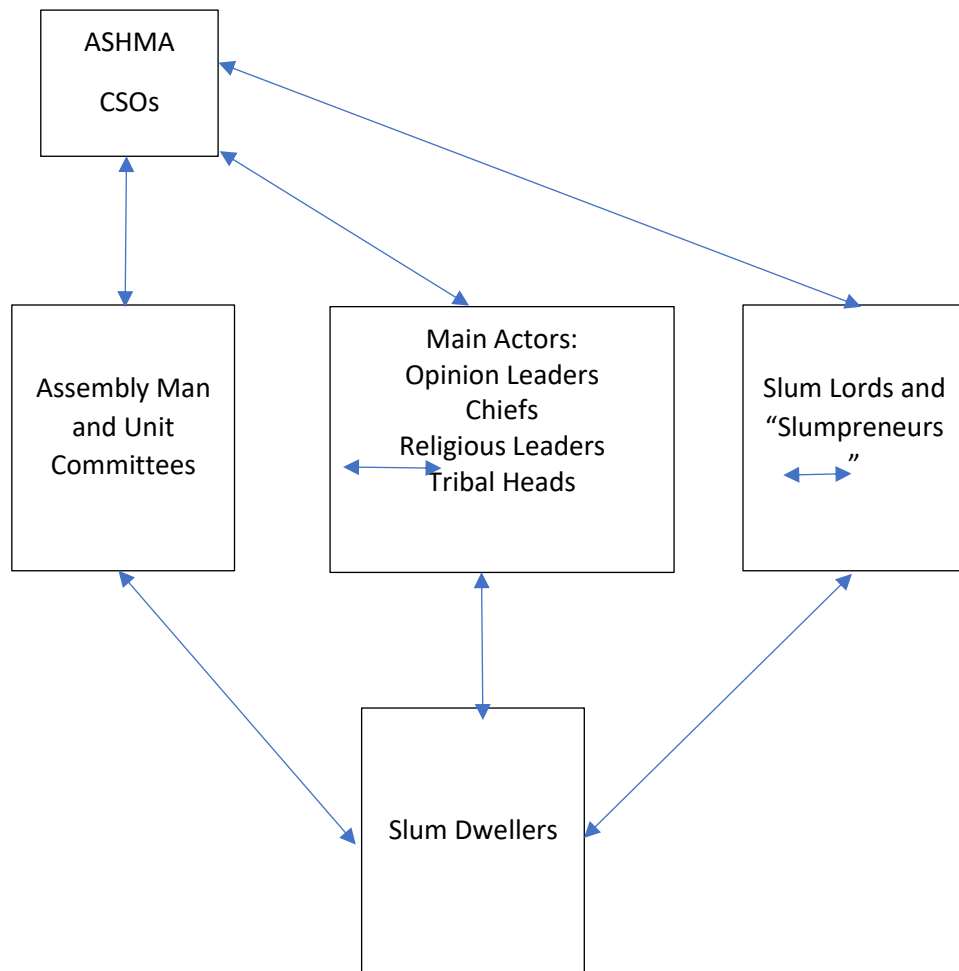 ASHMA
CSOs
Assembly Man
and Unit
Committees
Main Actors:
Opinion Leaders
Chiefs
Religious Leaders
Tribal Heads
Slum Lords and
“Slumpreneurs
”
Slum Dwellers